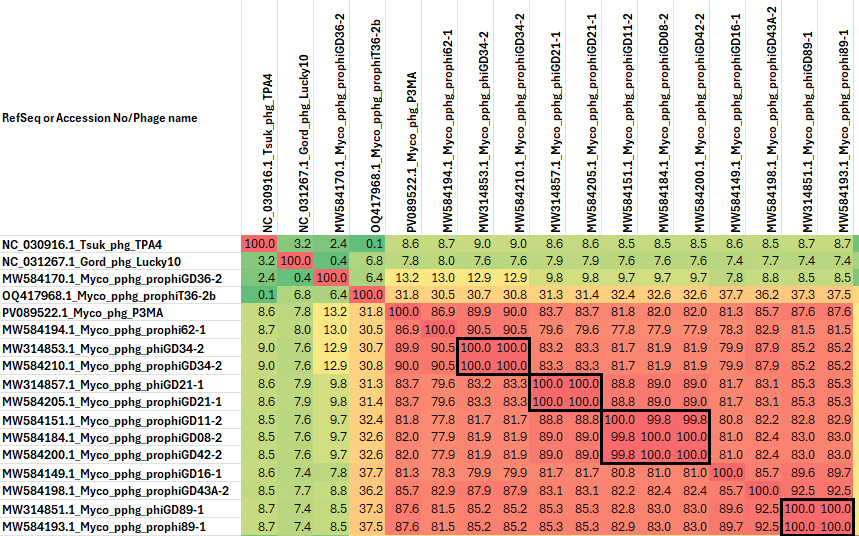 RefSeq or Accession No/Phage name
NC_030916.1_Tsuk_phg_TPA4
NC_031267.1_Gord_phg_Lucky10
MW584170.1_Myco_pphg_prophiGD36-2
OQ417968.1_Myco_pphg_prophiT36-2b
PV089522.1_Myco_phg_P3MA
MW584194.1_Myco_pphg_prophi62-1
MW314853.1_Myco_pphg_phiGD34-2
MW584210.1_Myco_pphg_prophiGD34-2
MW314857.1_Myco_pphg_phiGD21-1
MW584205.1_Myco_pphg_prophiGD21-1
MW584151.1_Myco_pphg_prophiGD11-2
MW584184.1_Myco_pphg_prophiGD08-2
MW584200.1_Myco_pphg_prophiGD42-2
MW584149.1_Myco_pphg_prophiGD16-1
MW584198.1_Myco_pphg_prophiGD43A-2
MW314851.1_Myco_pphg_phiGD89-1
MW584193.1_Myco_pphg_prophi89-1
NC_030916.1_Tsuk_phg_TPA4 100.0 3.2 2.4 0.1 8.6 8.7 9.0 9.0 8.6 8.6 8.5 8.5 8.5 8.6 8.5 8.7 8.7
NC_031267.1_Gord_phg_Lucky10 3.2 100.0 0.4 6.8 7.8 8.0 7.6 7.6 7.9 7.9 7.6 7.6 7.6 7.4 7.7 7.4 7.4
MW584170.1_Myco_pphg_prophiGD36-2 2.4 0.4 100.0 6.4 13.2 13.0 12.9 12.9 9.8 9.8 9.7 9.7 9.7 7.8 8.8 8.5 8.5
OQ417968.1_Myco_pphg_prophiT36-2b 0.1 6.8 6.4 100.0 31.8 30.5 30.7 30.8 31.3 31.4 32.4 32.6 32.6 37.7 36.2 37.3 37.5
PV089522.1_Myco_phg_P3MA 8.6 7.8 13.2 31.8 100.0 86.9 89.9 90.0 83.7 83.7 81.8 82.0 82.0 81.3 85.7 87.6 87.6
MW584194.1_Myco_pphg_prophi62-1 8.7 8.0 13.0 30.5 86.9 100.0 90.5 90.5 79.6 79.6 77.8 77.9 77.9 78.3 82.9 81.5 81.5
MW314853.1_Myco_pphg_phiGD34-2 9.0 7.6 12.9 30.7 89.9 90.5 100.0 100.0 83.2 83.3 81.7 81.9 81.9 79.9 87.9 85.2 85.2
MW584210.1_Myco_pphg_prophiGD34-2 9.0 7.6 12.9 30.8 90.0 90.5 100.0 100.0 83.3 83.3 81.7 81.9 81.9 79.9 87.9 85.2 85.2
MW314857.1_Myco_pphg_phiGD21-1 8.6 7.9 9.8 31.3 83.7 79.6 83.2 83.3 100.0 100.0 88.8 89.0 89.0 81.7 83.1 85.3 85.3
MW584205.1_Myco_pphg_prophiGD21-1 8.6 7.9 9.8 31.4 83.7 79.6 83.3 83.3 100.0 100.0 88.8 89.0 89.0 81.7 83.1 85.3 85.3
MW584151.1_Myco_pphg_prophiGD11-2 8.5 7.6 9.7 32.4 81.8 77.8 81.7 81.7 88.8 88.8 100.0 99.8 99.8 80.8 82.2 82.8 82.9
MW584184.1_Myco_pphg_prophiGD08-2 8.5 7.6 9.7 32.6 82.0 77.9 81.9 81.9 89.0 89.0 99.8 100.0 100.0 81.0 82.4 83.0 83.0
MW584200.1_Myco_pphg_prophiGD42-2 8.5 7.6 9.7 32.6 82.0 77.9 81.9 81.9 89.0 89.0 99.8 100.0 100.0 81.0 82.4 83.0 83.0
MW584149.1_Myco_pphg_prophiGD16-1 8.6 7.4 7.8 37.7 81.3 78.3 79.9 79.9 81.7 81.7 80.8 81.0 81.0 100.0 85.7 89.6 89.7
MW584198.1_Myco_pphg_prophiGD43A-2 8.5 7.7 8.8 36.2 85.7 82.9 87.9 87.9 83.1 83.1 82.2 82.4 82.4 85.7 100.0 92.5 92.5
MW314851.1_Myco_pphg_phiGD89-1 8.7 7.4 8.5 37.3 87.6 81.5 85.2 85.2 85.3 85.3 82.8 83.0 83.0 89.6 92.5 100.0 100.0
MW584193.1_Myco_pphg_prophi89-1 8.7 7.4 8.5 37.5 87.6 81.5 85.2 85.2 85.3 85.3 82.9 83.0 83.0 89.7 92.5 100.0 100.0